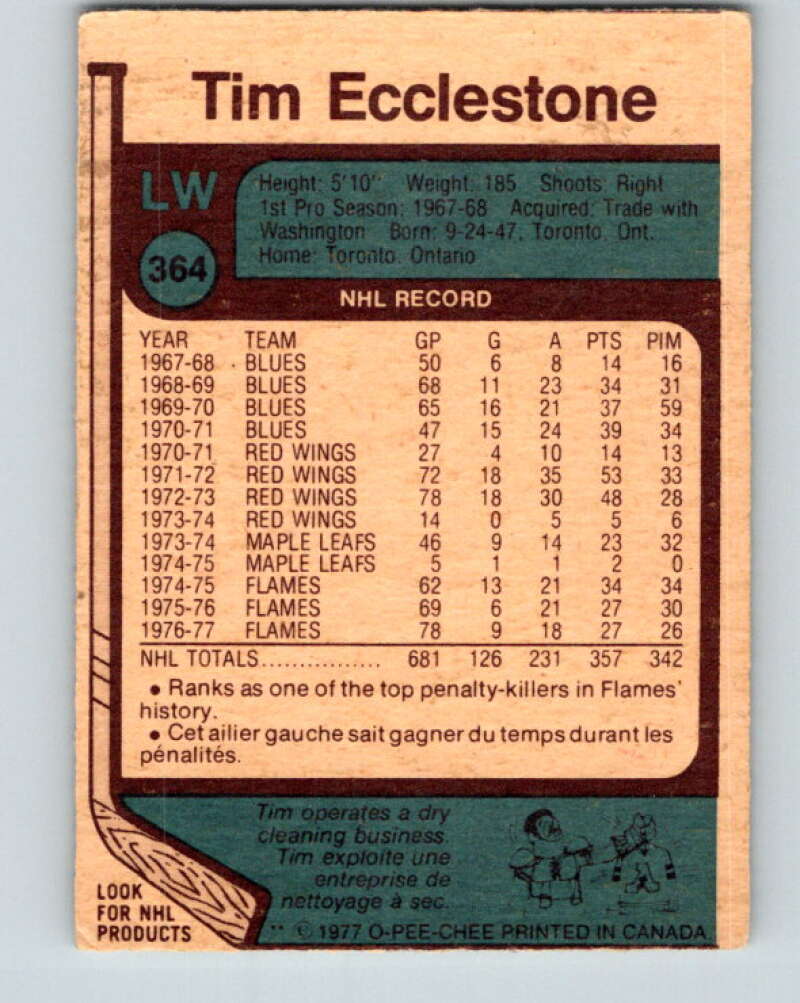 Tim Ecclestone
LW
364
Height: 5'10" Weight: 185 Shoots: Right
1st Pro Season: 1967-68 Acquired: Trade with
Washington Born: 9-24-47, Toronto, Ont.
Home: Toronto, Ontario
NHL RECORD
YEAR TEAM GP G A PTS PIM
1967-68 BLUES 50 6 8 14 16
1968-69 BLUES 68 11 23 34 31
1969-70 BLUES 65 16 21 37 59
1970-71 BLUES 47 15 24 39 34
1970-71 RED WINGS 27 4 10 14 13
1971-72 RED WINGS 72 18 35 53 33
1972-73 RED WINGS 78 18 30 48 28
1973-74 RED WINGS 14 0 5 5 6
1973-74 MAPLE LEAFS 46 9 14 23 32
1974-75 MAPLE LEAFS 5 1 1 2 0
1974-75 FLAMES 62 13 21 34 34
1975-76 FLAMES 69 6 21 27 30
1976-77 FLAMES 78 9 18 27 26
NHL TOTALS................ 681 126 231 357 342
• Ranks as one of the top penalty-killers in Flames'
history.
• Cet ailier gauche sait gagner du temps durant les
pénalités.
Tim operates a dry
cleaning business.
Tim exploite une
entreprise de
nettoyage à sec.
LOOK
FOR NHL
PRODUCTS
** © 1977 O-PEE-CHEE PRINTED IN CANADA.